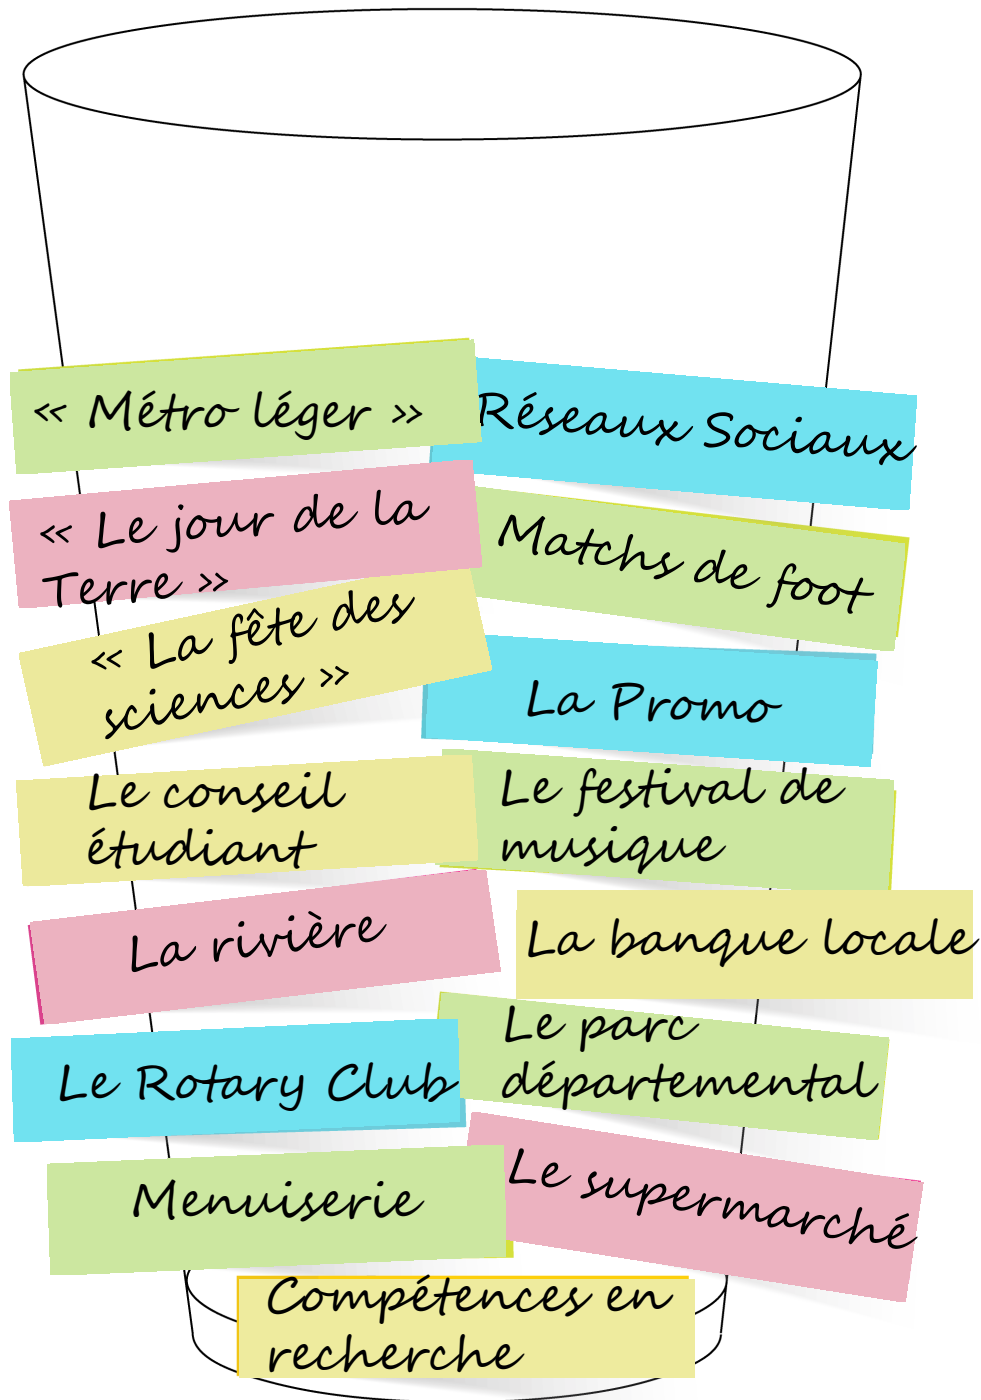 « Métro léger »
Réseaux Sociaux
« Le jour de la
Terre »
Matchs de foot
« La fête des
sciences »
La Promo
Le conseil
étudiant
Le festival de
musique
La rivière
La banque locale
Le Rotary Club
Le parc
départemental
Menuiserie
Le supermarché
Compétences en
recherche